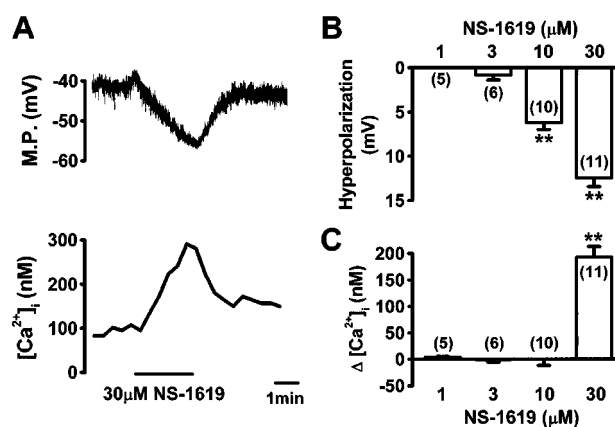 A
M.P. (mV)
-40
-50
-60
[Ca2+]i (nM)
300
200
100
0
30μM NS-1619
1min
B
NS-1619 (μM)
1 3 10 30
Hyperpolarization
(mV)
0
5
10
15
(5)
(6)
(10)
**
(11)
**
C
Δ [Ca2+]i (nM)
200
150
100
50
0
-50
(5)
(6)
(10)
**
(11)
1 3 10 30
NS-1619 (μM)